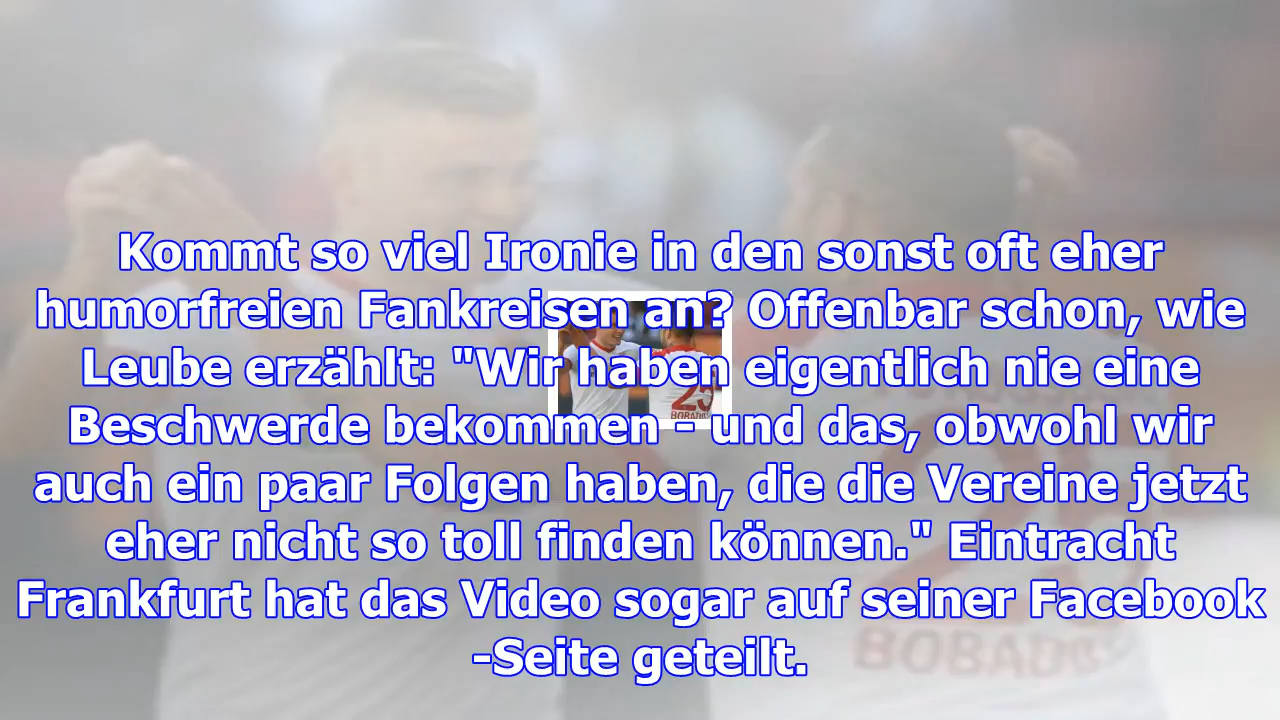 Kommt so viel Ironie in den sonst oft eher
humorfreien Fankreisen an? Offenbar schon, wie
Leube erzählt: "Wir haben eigentlich nie eine
Beschwerde bekommen - und das, obwohl wir
auch ein paar Folgen haben, die die Vereine jetzt
eher nicht so toll finden können." Eintracht
Frankfurt hat das Video sogar auf seiner Facebook
-Seite geteilt.
25